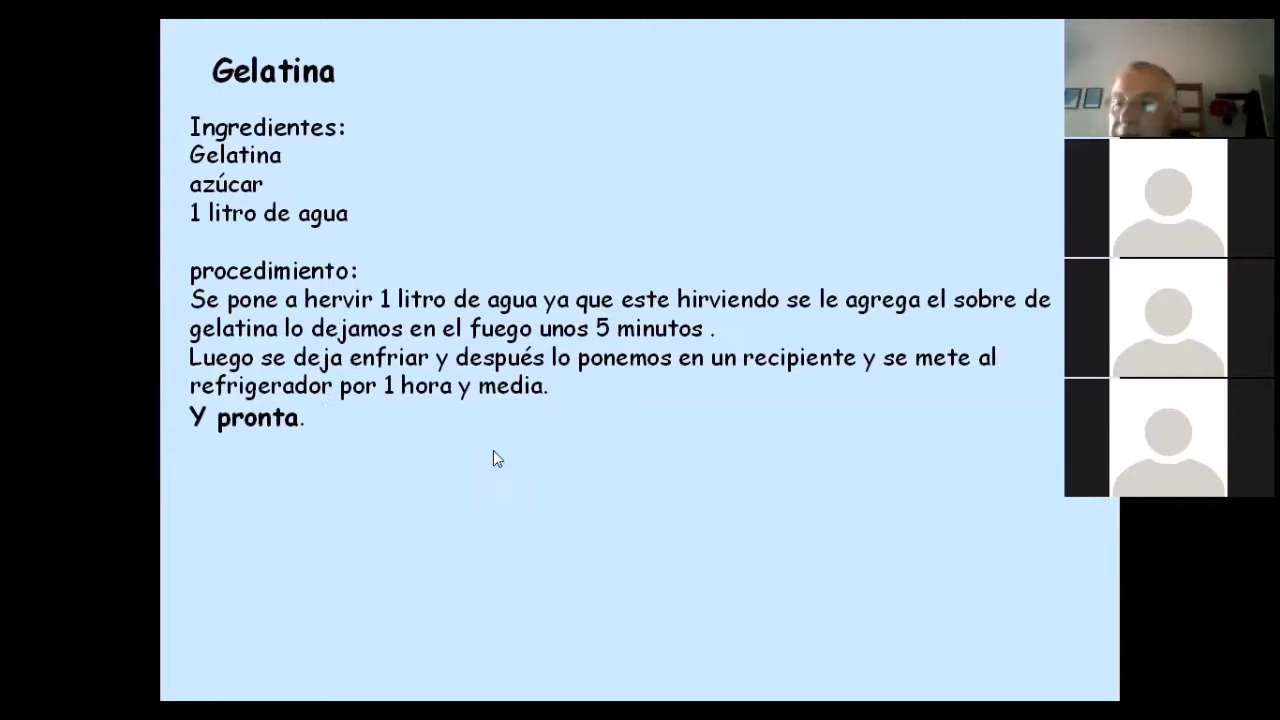 Gelatina
Ingredientes:
Gelatina
azúcar
1 litro de agua
procedimiento:
Se pone a hervir 1 litro de agua ya que este hirviendo se le agrega el sobre de
gelatina lo dejamos en el fuego unos 5 minutos .
Luego se deja enfriar y después lo ponemos en un recipiente y se mete al
refrigerador por 1 hora y media.
Y pronta.